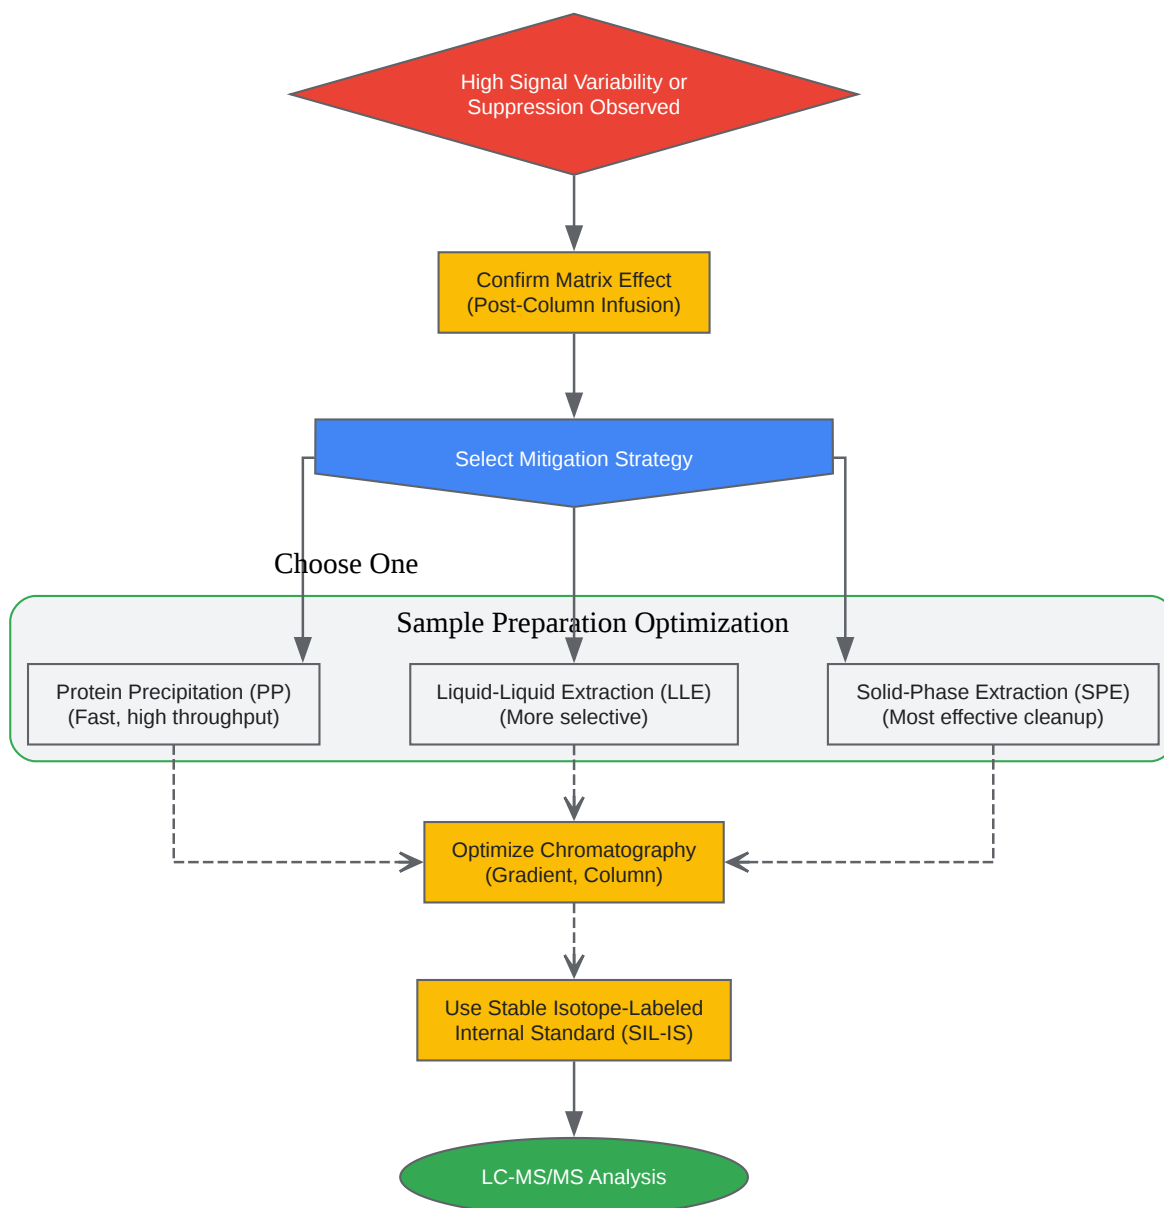 High Signal Variability or
Suppression Observed
Confirm Matrix Effect
(Post-Column Infusion)
Select Mitigation Strategy
Choose One
Sample Preparation Optimization
Protein Precipitation (PP)
(Fast, high throughput)
Liquid-Liquid Extraction (LLE)
(More selective)
Solid-Phase Extraction (SPE)
(Most effective cleanup)
Optimize Chromatography
(Gradient, Column)
Use Stable Isotope-Labeled
Internal Standard (SIL-IS)
LC-MS/MS Analysis